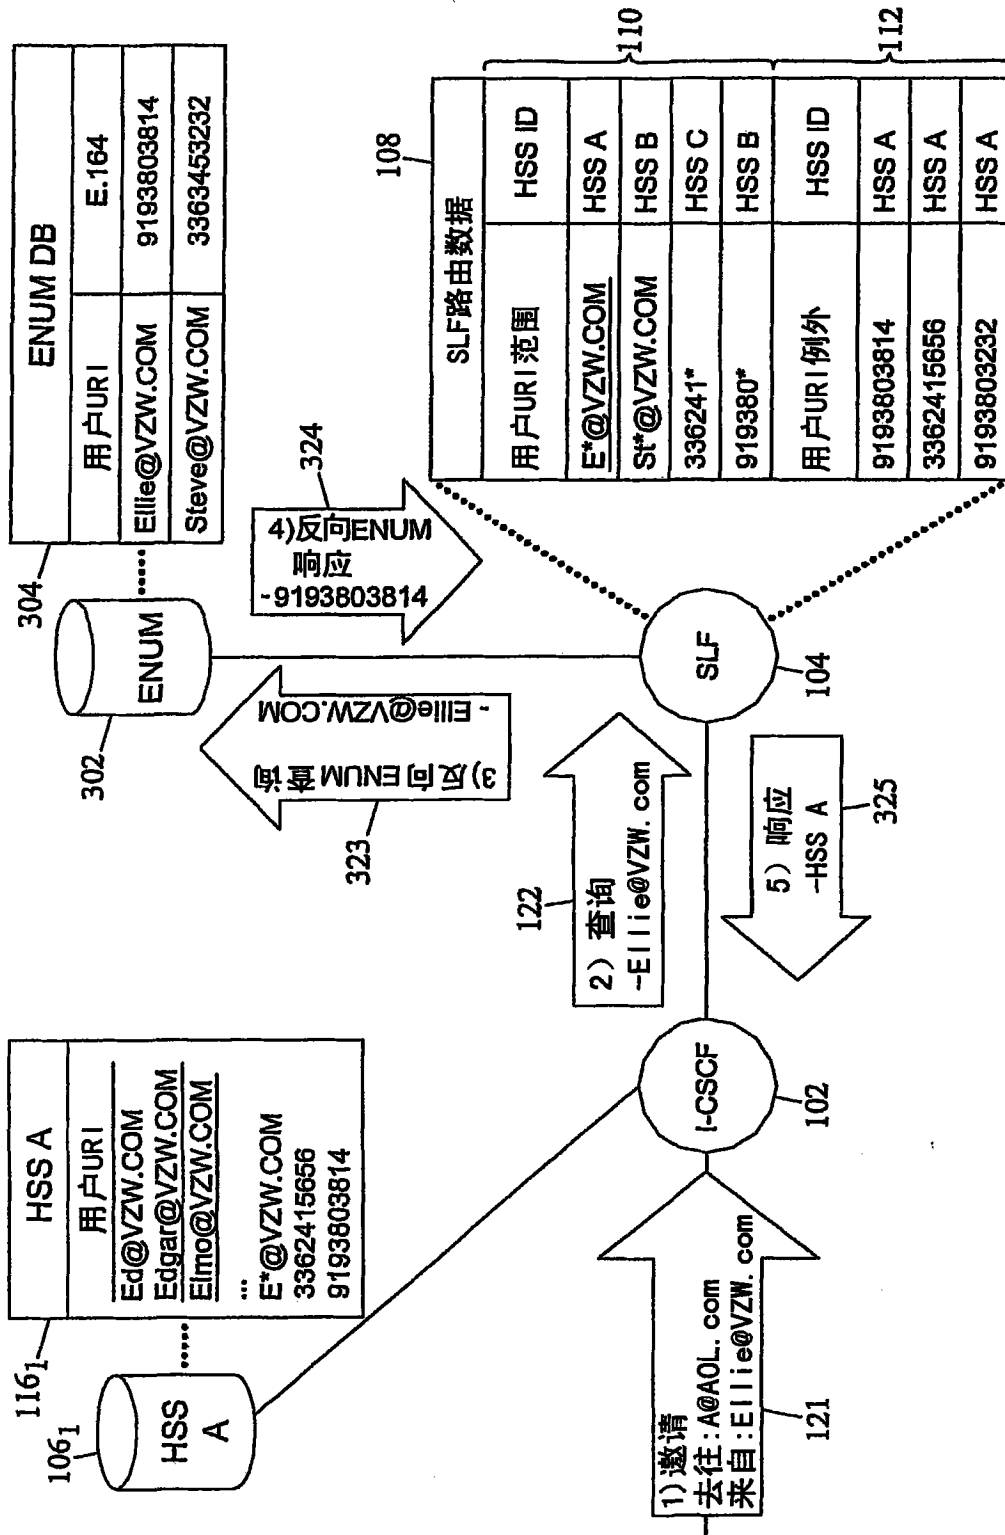 HSS A
用户URI
Ed@VZW.COM
Edgar@VZW.COM
Elmo@VZW.COM
...
E*@VZW.COM
3362415656
9193803814
116₁
106₁
HSS
A
ENUM DB
用户URI E.164
Ellie@VZW.COM 9193803814
Steve@VZW.COM 3363453232
304
ENUM
302
3)反向ENUM查询
- Ellie@VZW.COM
323
4)反向ENUM
响应
-9193803814
324
1)邀请
去往:A@AOL.com
来自:Ellie@VZW.com
121
I-CSCF
102
2) 查询
-Ellie@VZW.com
122
5) 响应
-HSS A
325
SLF
104
108
SLF路由数据
用户URI范围 HSS ID
E*@VZW.COM HSS A
St*@VZW.COM HSS B
336241* HSS C
919380* HSS B
110
用户URI例外 HSS ID
9193803814 HSS A
3362415656 HSS A
9193803232 HSS A
112